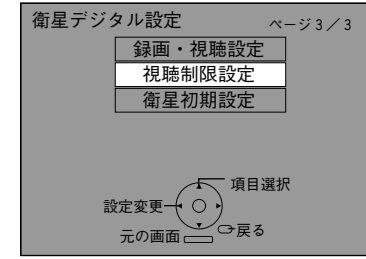 衛星デジタル設定 ページ3／3
録画・視聴設定
視聴制限設定
衛星初期設定
項目選択
設定変更
戻る
元の画面